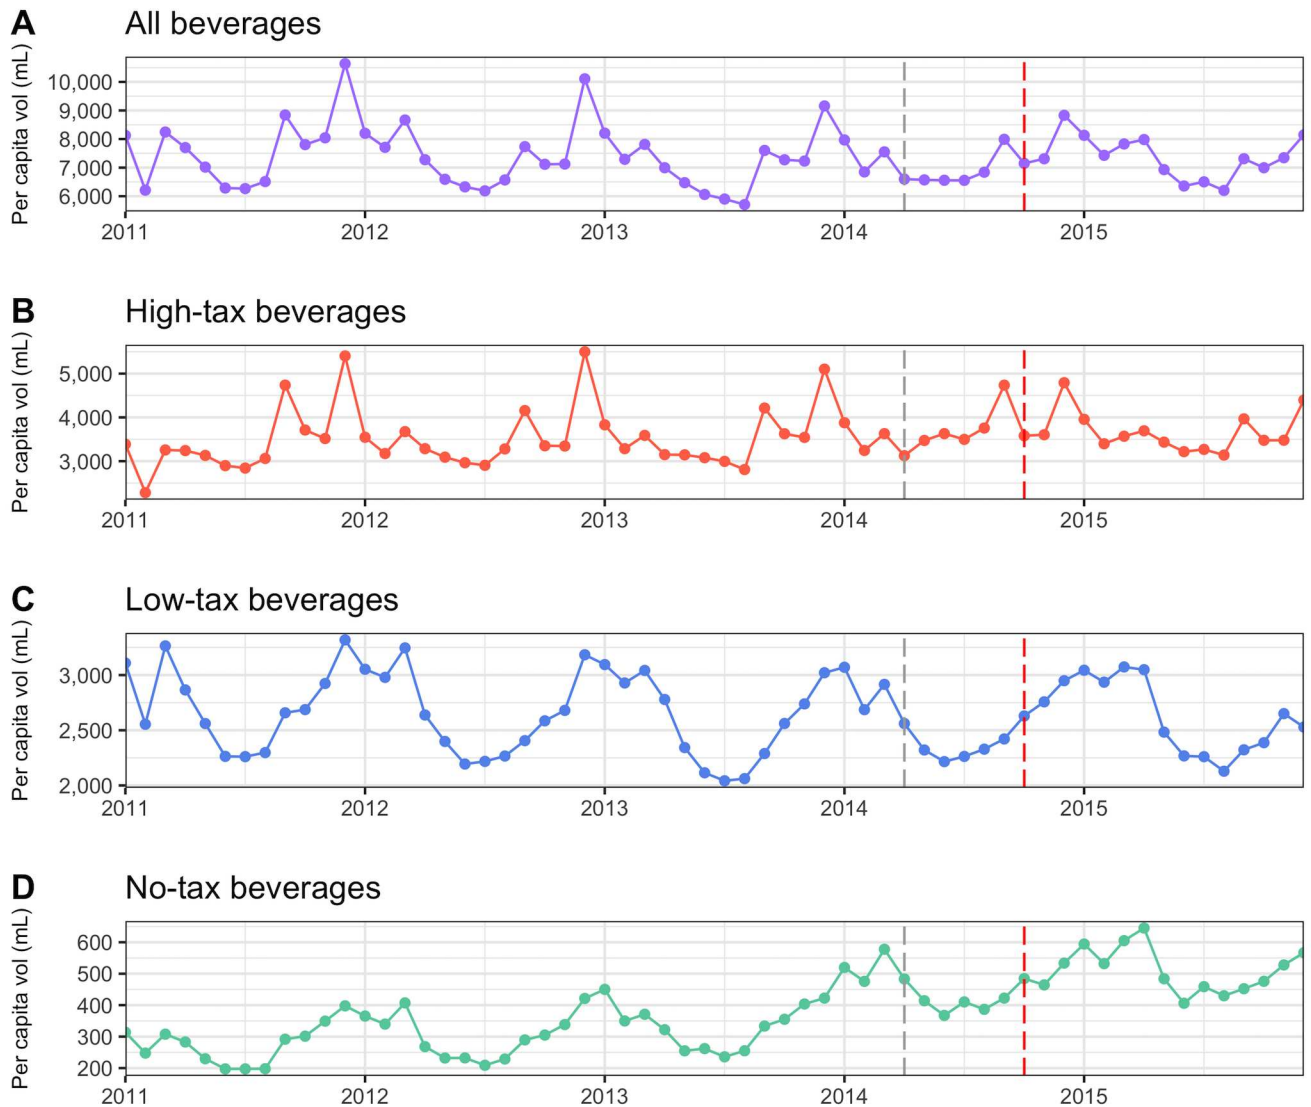 A All beverages
Per capita vol (mL)
10,000
9,000
8,000
7,000
6,000
2011 2012 2013 2014 2015
B High-tax beverages
Per capita vol (mL)
5,000
4,000
3,000
2011 2012 2013 2014 2015
C Low-tax beverages
Per capita vol (mL)
3,000
2,500
2,000
2011 2012 2013 2014 2015
D No-tax beverages
Per capita vol (mL)
600
500
400
300
200
2011 2012 2013 2014 2015